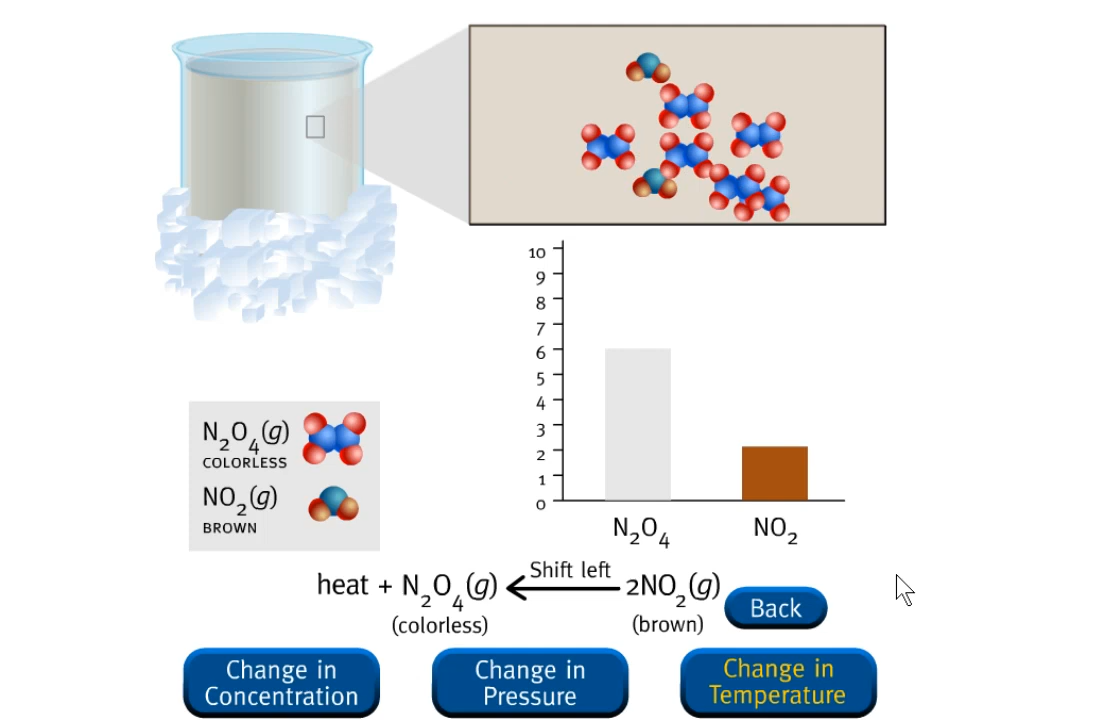 10
9
8
7
6
5
4
3
2
1
0
N₂O₄ NO₂
N₂O₄(g)
COLORLESS
NO₂(g)
BROWN
heat + N₂O₄(g) Shift left 2NO₂(g)
(colorless) (brown)
Back
Change in
Concentration
Change in
Pressure
Change in
Temperature